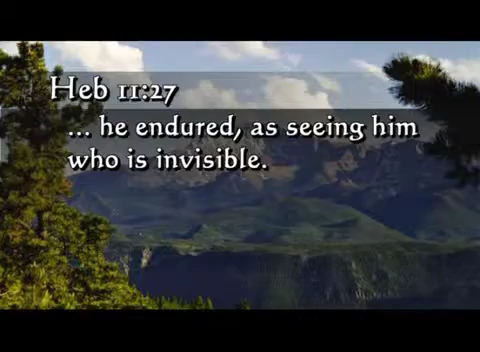 Heb 11:27
... he endured, as seeing him
who is invisible.